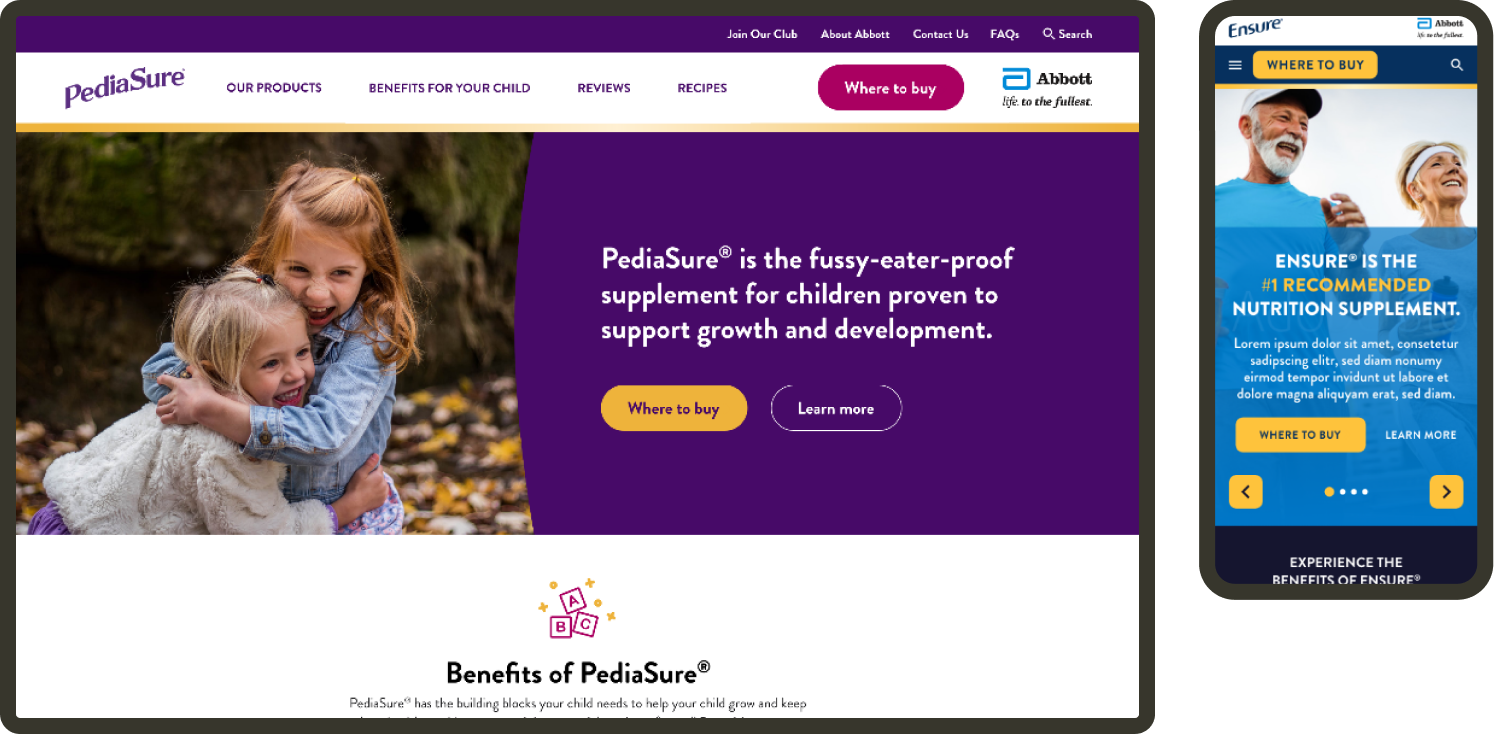 Join Our Club About Abbott Contact Us FAQs Search
PediaSure® OUR PRODUCTS BENEFITS FOR YOUR CHILD REVIEWS RECIPES Where to buy Abbott
life. to the fullest.
PediaSure® is the fussy-eater-proof
supplement for children proven to
support growth and development.
Where to buy Learn more
A
B C
Benefits of PediaSure®
PediaSure® has the building blocks your child needs to help your child grow and keep
Ensure® Abbott
life. to the fullest.
WHERE TO BUY
ENSURE® IS THE
#1 RECOMMENDED
NUTRITION SUPPLEMENT.
Lorem ipsum dolor sit amet, consetetur
sadipscing elitr, sed diam nonumy
eirmod tempor invidunt ut labore et
dolore magna aliquyam erat, sed diam.
WHERE TO BUY LEARN MORE
EXPERIENCE THE
BENEFITS OF ENSURE®